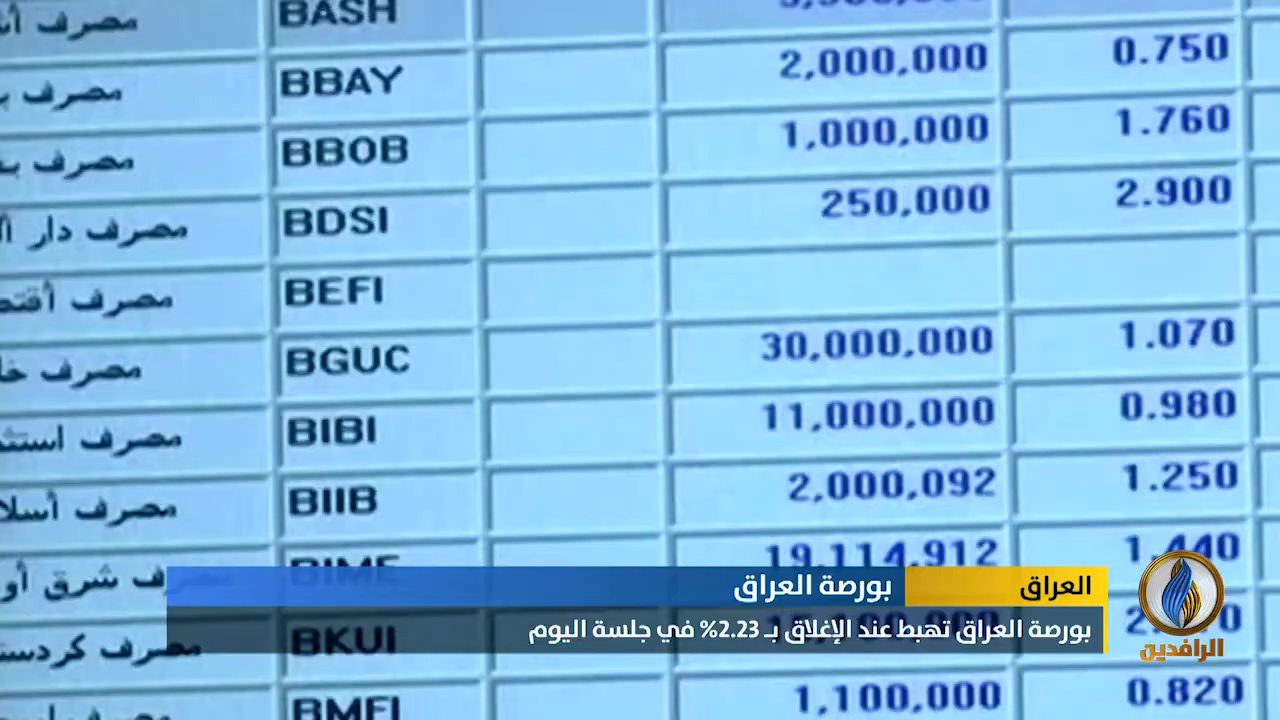 BASH
مصرف
BBAY 2,000,000 0.750
مصرف
BBOB 1,000,000 1.760
مصرف
BDSI 250,000 2.900
مصرف دار
BEFI
مصرف
BGUC 30,000,000 1.070
مصرف
BIBI 11,000,000 0.980
مصرف
BIIB 2,000,092 1.250
مصرف
BIME 19,114,912 1.440
شرق
BKUI
مصرف
BMFI 1,100,000 0.820
العراق
بورصة العراق
بورصة العراق تهبط عند الإغلاق بـ 2.23% في جلسة اليوم
الرافدين